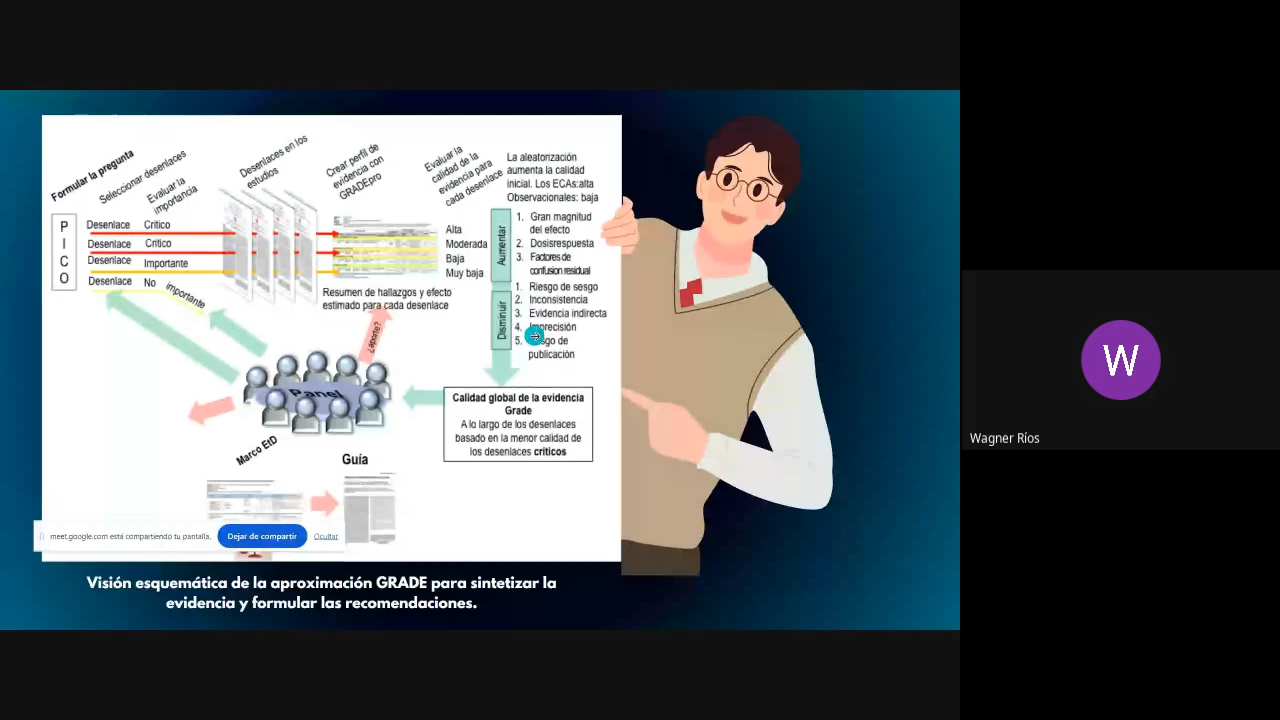 Formular la pregunta
Seleccionar desenlaces
Evaluar la
importancia
Desenlaces en los
estudios
Crear perfil de
evidencia con
GRADEpro
Evaluar la
calidad de la
evidencia para
cada desenlace
La aleatorización
aumenta la calidad
inicial. Los ECAs:alta
Observacionales: baja
P
I
C
O
Desenlace Crítico
Desenlace Crítico
Desenlace Importante
Desenlace No importante
Alta
Moderada
Baja
Muy baja
Resumen de hallazgos y efecto
estimado para cada desenlace
Aumentar
1. Gran magnitud
del efecto
2. Dosisrespuesta
3. Factores de
confusion residual
Disminuir
1. Riesgo de sesgo
2. Inconsistencia
3. Evidencia indirecta
4.
5.
de
publicación
Panel
Calidad global de la evidencia
Grade
A lo largo de los desenlaces
basado en la menor calidad de
los desenlaces críticos
Marco EtD
Guía
meet.google.com está compartiendo tu pantalla.
Dejar de compartir
Ocultar
Visión esquemática de la aproximación GRADE para sintetizar la
evidencia y formular las recomendaciones.
W
Wagner Ríos